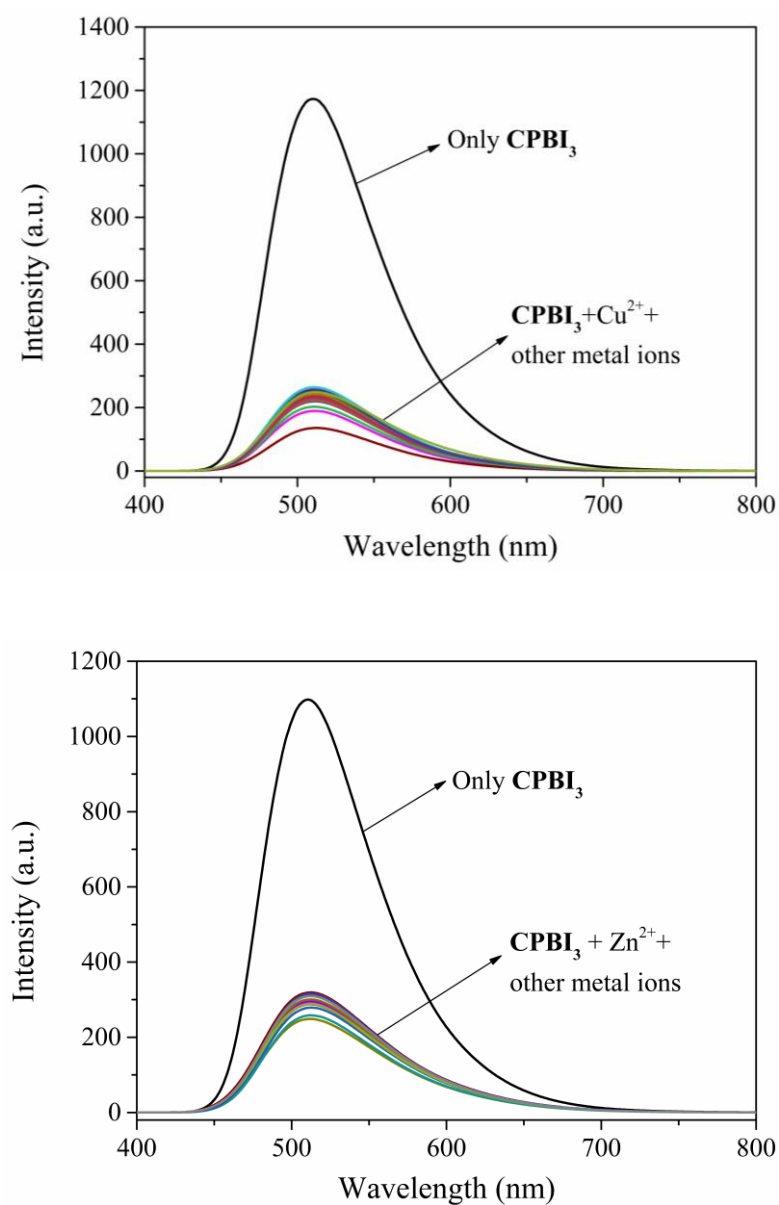 1400
1200
1000
800
600
400
200
0
Intensity (a.u.)
Only CPBI₃
CPBI₃+Cu²⁺+
other metal ions
400 500 600 700 800
Wavelength (nm)
1200
1000
800
600
400
200
0
Intensity (a.u.)
Only CPBI₃
CPBI₃ + Zn²⁺+
other metal ions
400 500 600 700 800
Wavelength (nm)